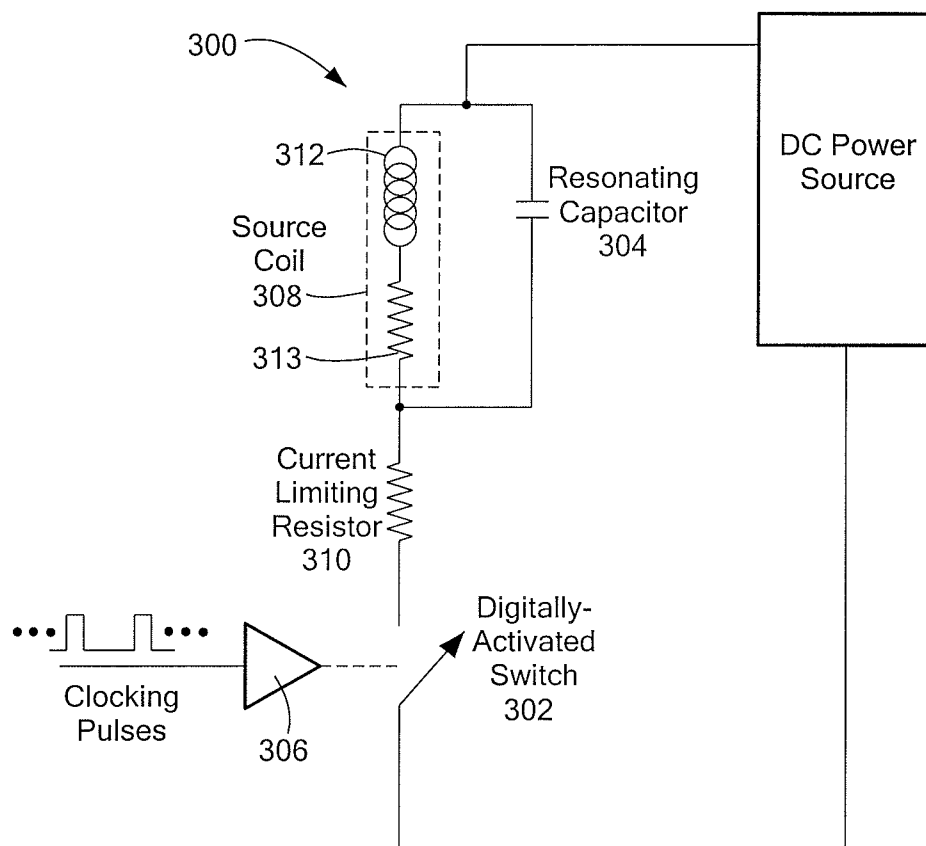 300
DC Power
Source
312
Resonating
Capacitor
304
Source
Coil
308
313
Current
Limiting
Resistor
310
Digitally-
Activated
Switch
302
Clocking
Pulses
306